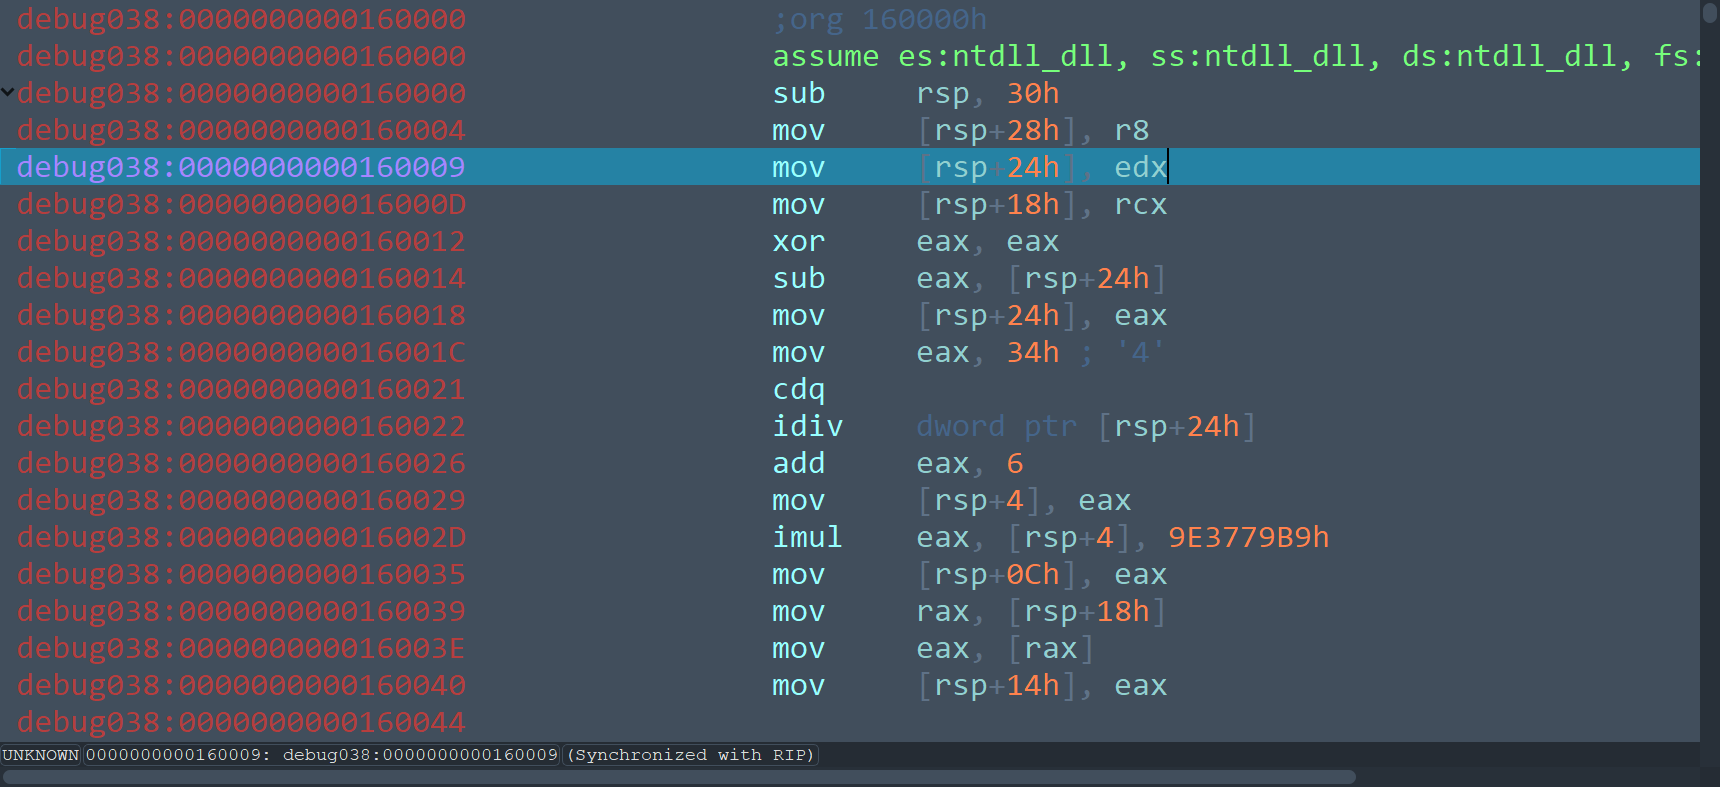 debug038:0000000000160000 ;org 160000h
debug038:0000000000160000 assume es:ntdll_dll, ss:ntdll_dll, ds:ntdll_dll, fs:
debug038:0000000000160000 sub rsp, 30h
debug038:0000000000160004 mov [rsp+28h], r8
debug038:0000000000160009 mov [rsp+24h], edx
debug038:000000000016000D mov [rsp+18h], rcx
debug038:0000000000160012 xor eax, eax
debug038:0000000000160014 sub eax, [rsp+24h]
debug038:0000000000160018 mov [rsp+24h], eax
debug038:000000000016001C mov eax, 34h ; '4'
debug038:0000000000160021 cdq
debug038:0000000000160022 idiv dword ptr [rsp+24h]
debug038:0000000000160026 add eax, 6
debug038:0000000000160029 mov [rsp+4], eax
debug038:000000000016002D imul eax, [rsp+4], 9E3779B9h
debug038:0000000000160035 mov [rsp+0Ch], eax
debug038:0000000000160039 mov rax, [rsp+18h]
debug038:000000000016003E mov eax, [rax]
debug038:0000000000160040 mov [rsp+14h], eax
debug038:0000000000160044
UNKNOWN 0000000000160009: debug038:0000000000160009 (Synchronized with RIP)